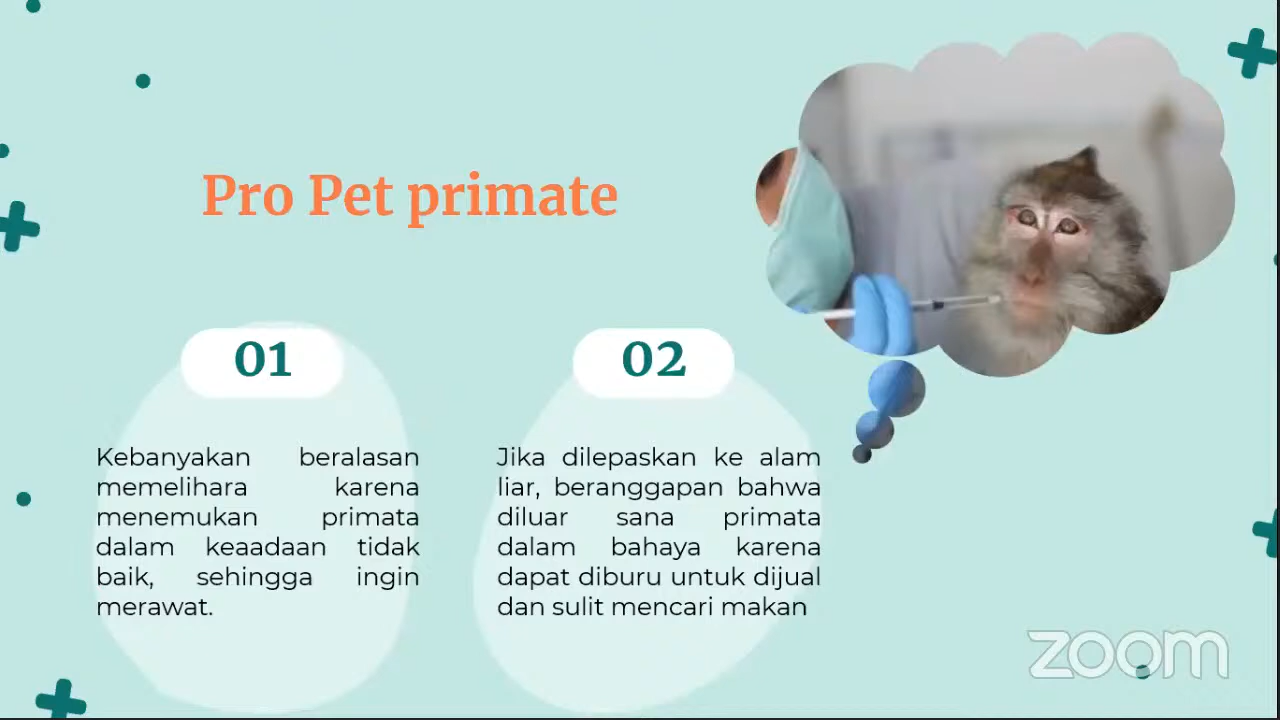 Pro Pet primate
01
Kebanyakan beralasan
memelihara karena
menemukan primata
dalam keaadaan tidak
baik, sehingga ingin
merawat.
02
Jika dilepaskan ke alam
liar, beranggapan bahwa
diluar sana primata
dalam bahaya karena
dapat diburu untuk dijual
dan sulit mencari makan
zoom